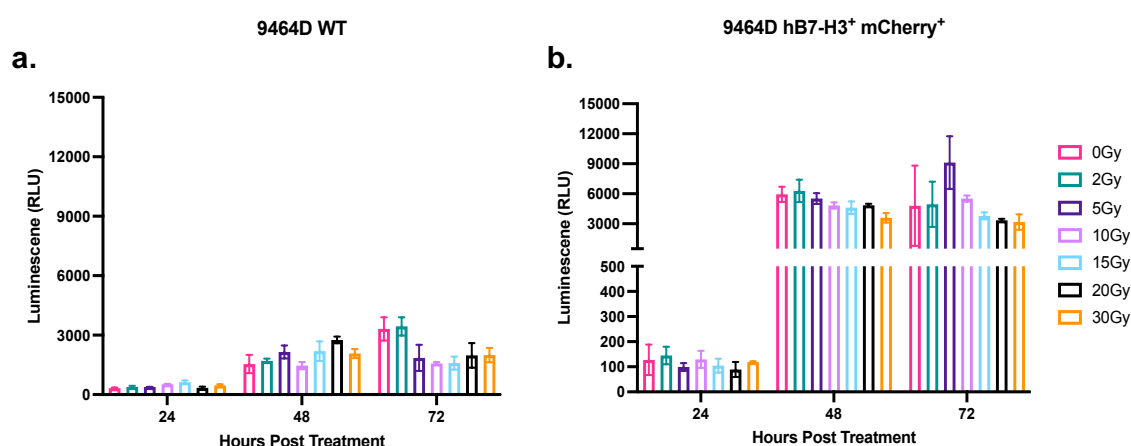 9464D WT
a.
15000
12000
9000
6000
3000
0
Luminescene (RLU)
24
48
72
Hours Post Treatment
9464D hB7-H3⁺ mCherry⁺
b.
15000
12000
9000
6000
3000
500
400
300
200
100
0
Luminescene (RLU)
24
48
72
Hours Post Treatment
0Gy
2Gy
5Gy
10Gy
15Gy
20Gy
30Gy